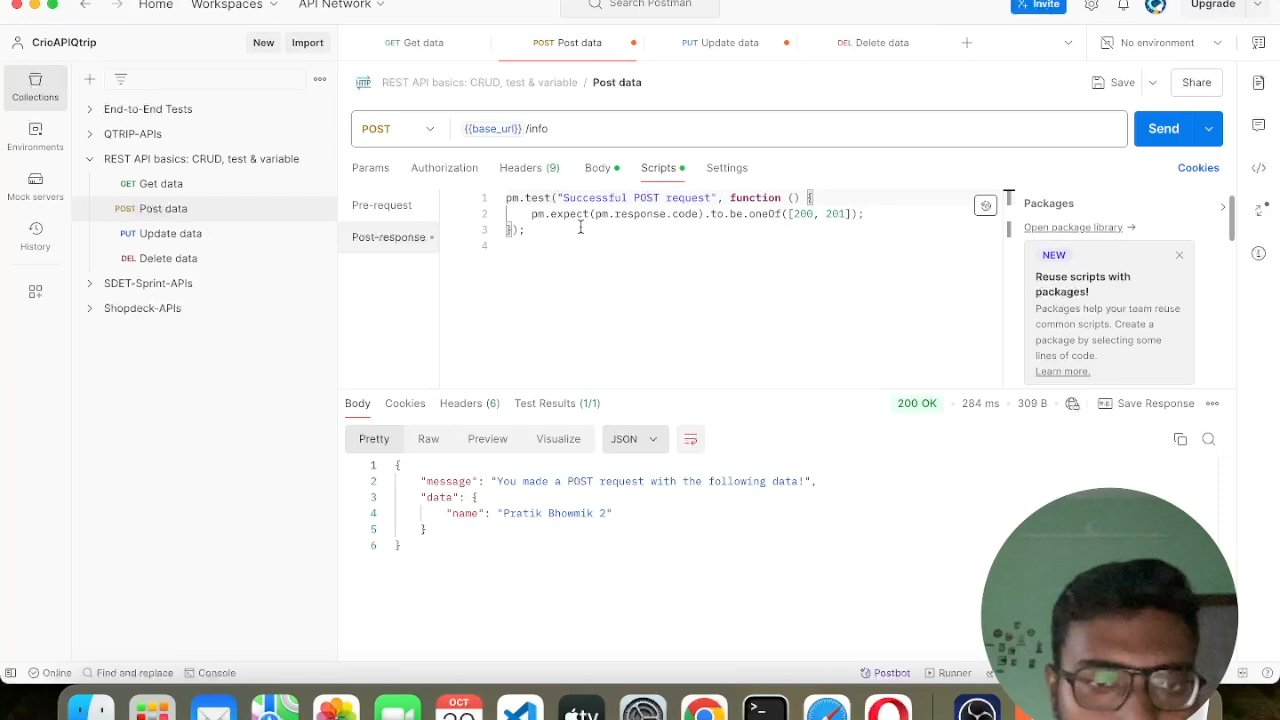 Home Workspaces API Network Search Postman Invite Upgrade
CrioAPIQtrip New Import
GET Get data POST Post data PUT Update data DEL Delete data No environment
Collections
Environments
Mock servers
History
End-to-End Tests
QTRIP-APIs
REST API basics: CRUD, test & variable
GET Get data
POST Post data
PUT Update data
DEL Delete data
SDET-Sprint-APIs
Shopdeck-APIs
HTTP REST API basics: CRUD, test & variable / Post data Save Share
POST {{base_url}} /info Send
Params Authorization Headers (9) Body Scripts Settings Cookies
Pre-request
Post-response
1 pm.test("Successful POST request", function () {
2 pm.expect(pm.response.code).to.be.oneOf([200, 201]);
3 });
4
Packages
Open package library →
NEW
Reuse scripts with
packages!
Packages help your team reuse
common scripts. Create a
package by selecting some
lines of code.
Learn more.
Body Cookies Headers (6) Test Results (1/1) 200 OK 284 ms 309 B Save Response
Pretty Raw Preview Visualize JSON
1 {
2 "message": "You made a POST request with the following data!",
3 "data": {
4 "name": "Pratik Bhowmik 2"
5 }
6 }
Online Find and replace Console Postbot Runner
OCT
tv